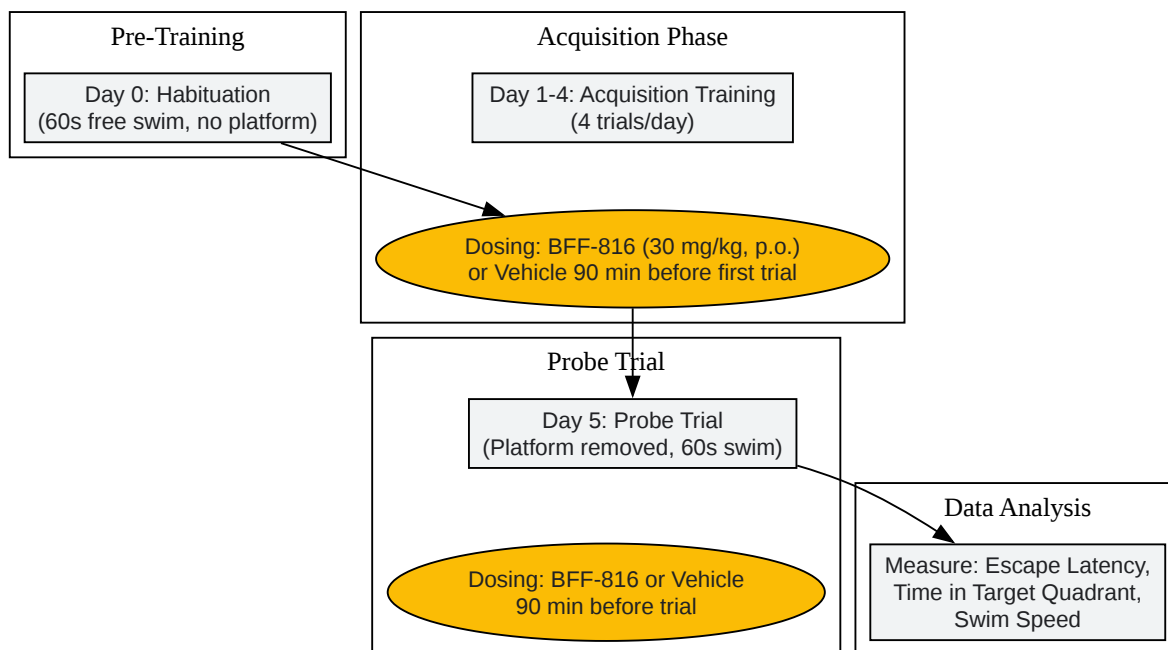 Pre-Training
Day 0: Habituation
(60s free swim, no platform)
Acquisition Phase
Day 1-4: Acquisition Training
(4 trials/day)
Dosing: BFF-816 (30 mg/kg, p.o.)
or Vehicle 90 min before first trial
Probe Trial
Day 5: Probe Trial
(Platform removed, 60s swim)
Dosing: BFF-816 or Vehicle
90 min before trial
Data Analysis
Measure: Escape Latency,
Time in Target Quadrant,
Swim Speed